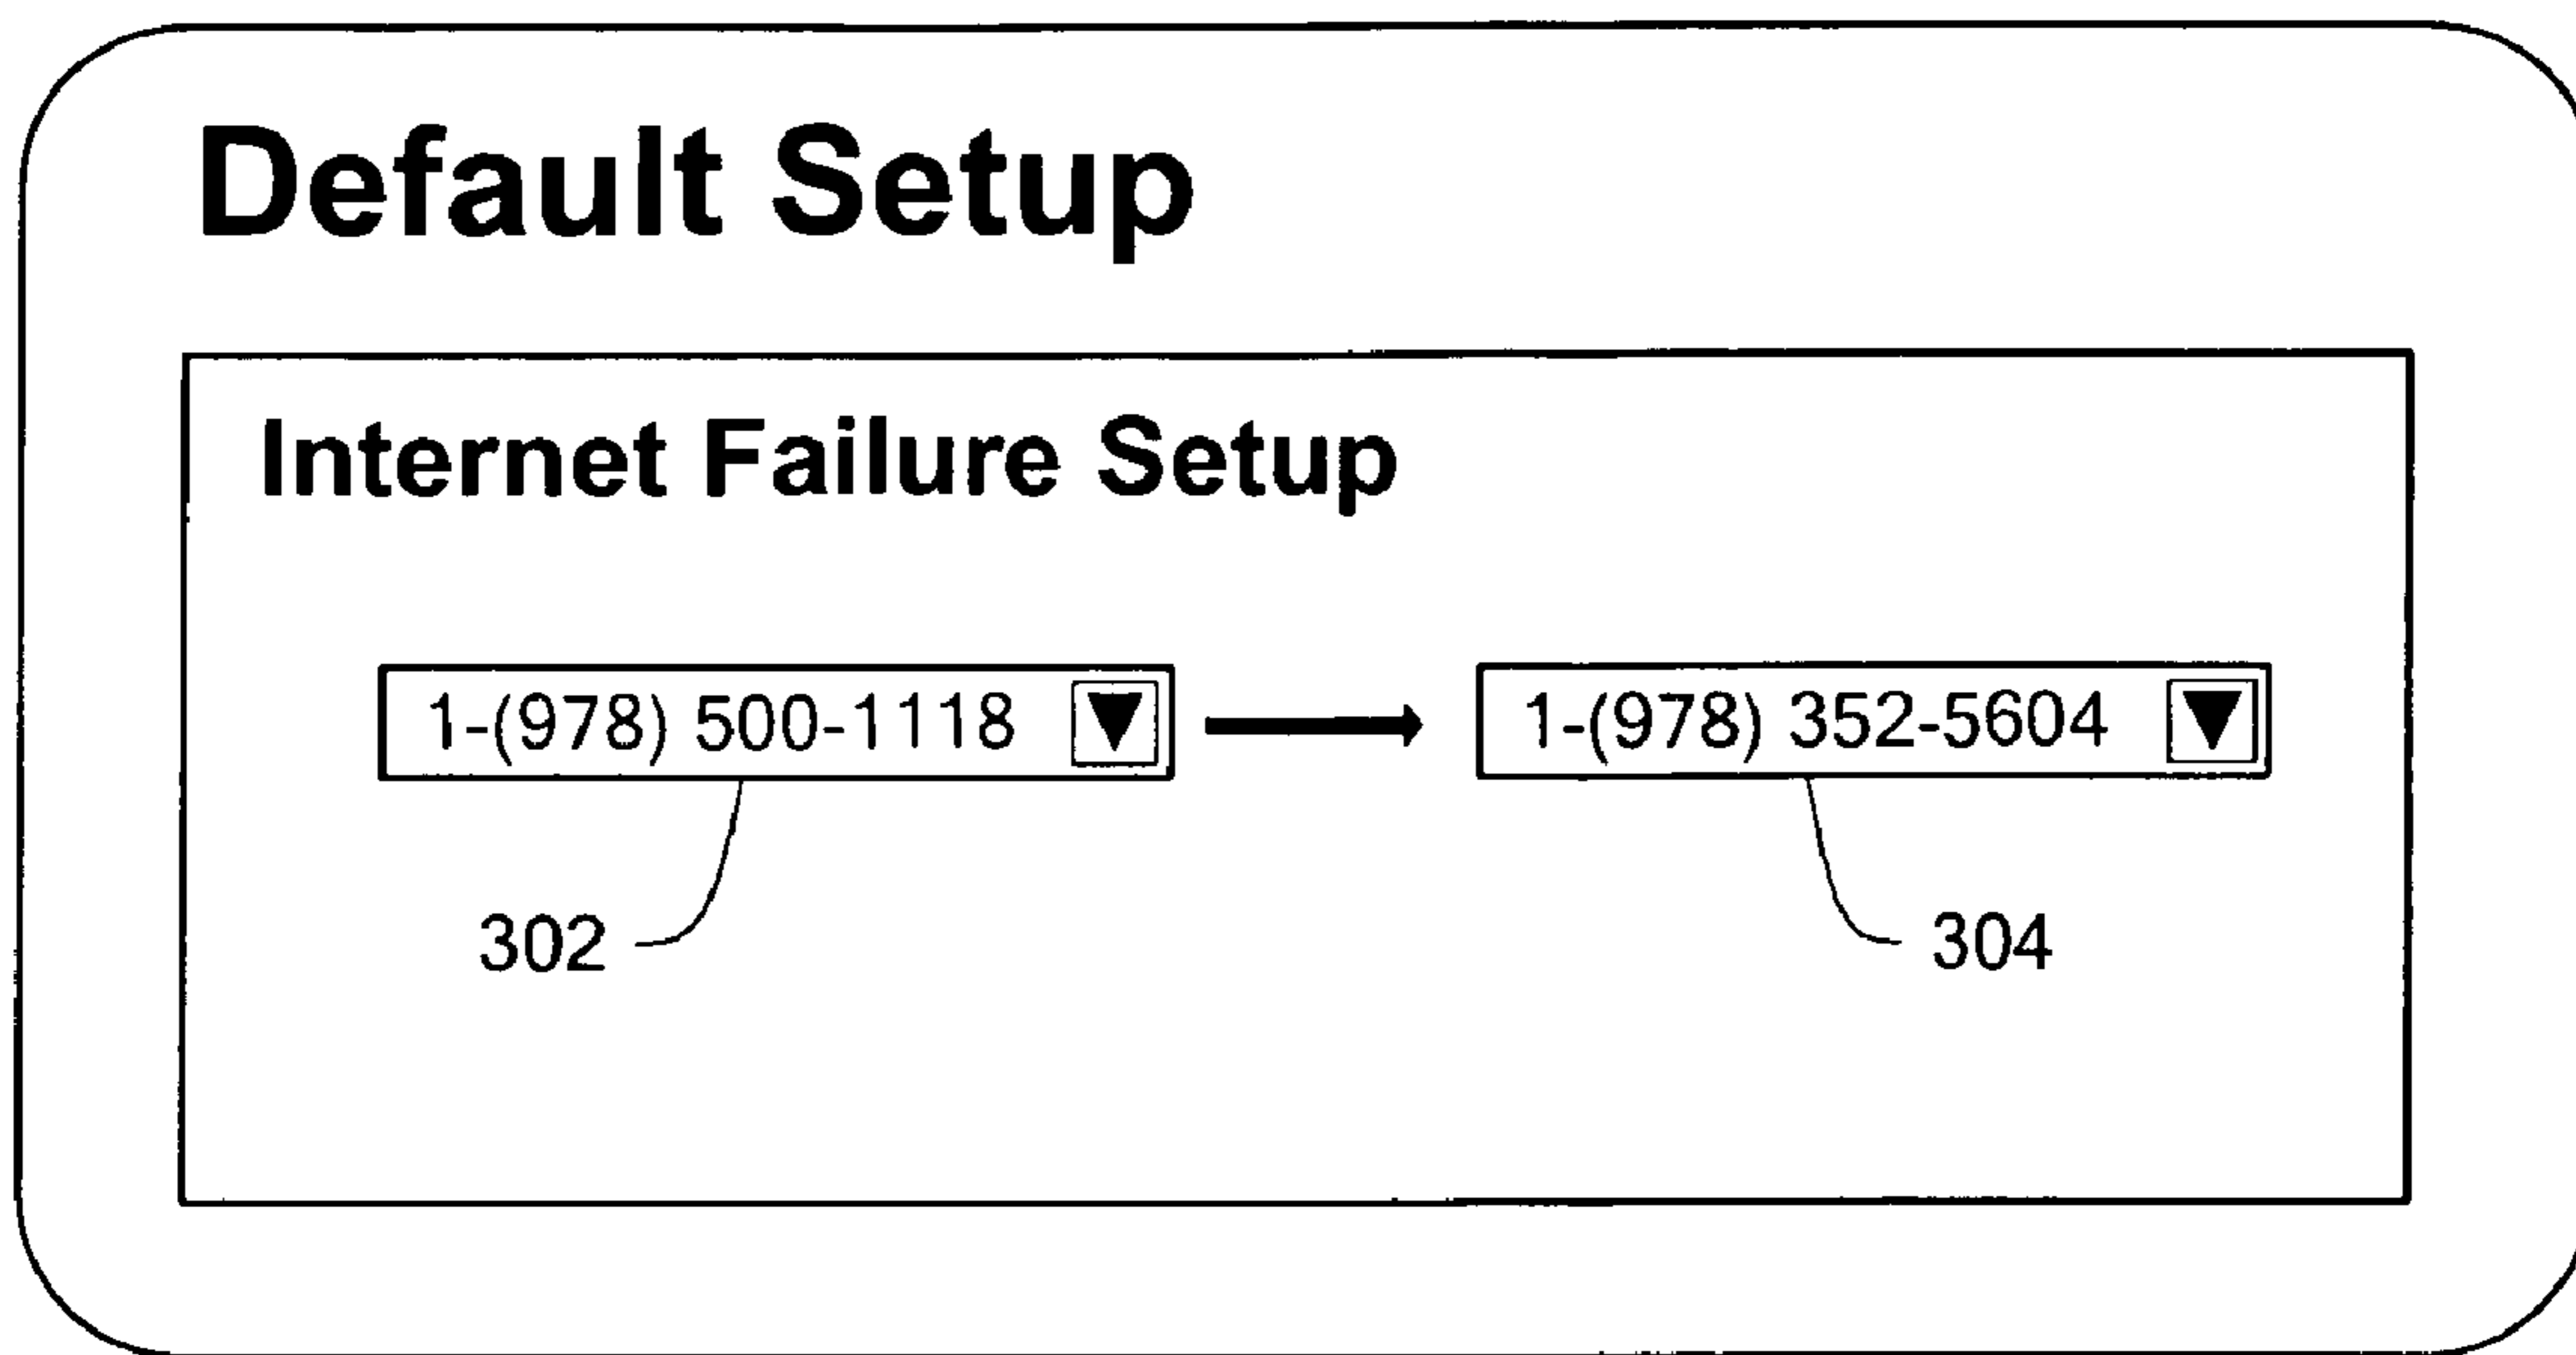 Default Setup
Internet Failure Setup
1-(978) 500-1118 1-(978) 352-5604
302 304